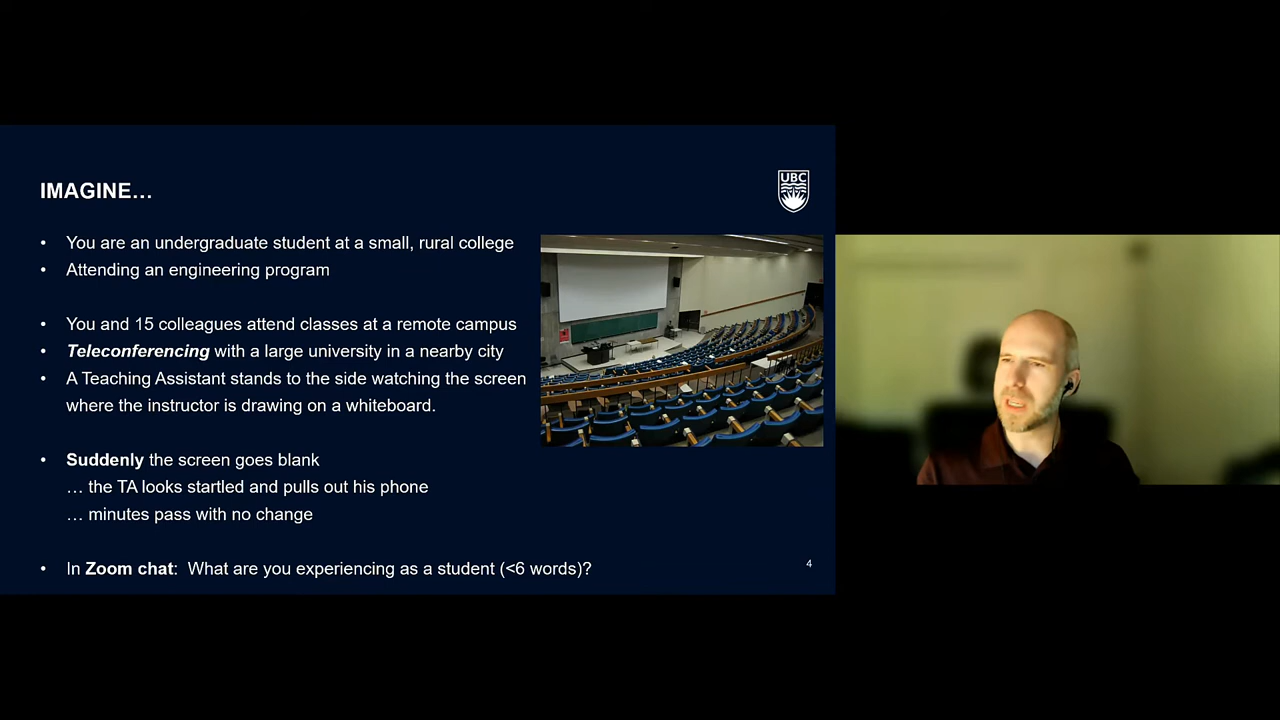 IMAGINE…
UBC
• You are an undergraduate student at a small, rural college
• Attending an engineering program
• You and 15 colleagues attend classes at a remote campus
• Teleconferencing with a large university in a nearby city
• A Teaching Assistant stands to the side watching the screen
where the instructor is drawing on a whiteboard.
• Suddenly the screen goes blank
… the TA looks startled and pulls out his phone
… minutes pass with no change
• In Zoom chat:  What are you experiencing as a student (<6 words)?
4